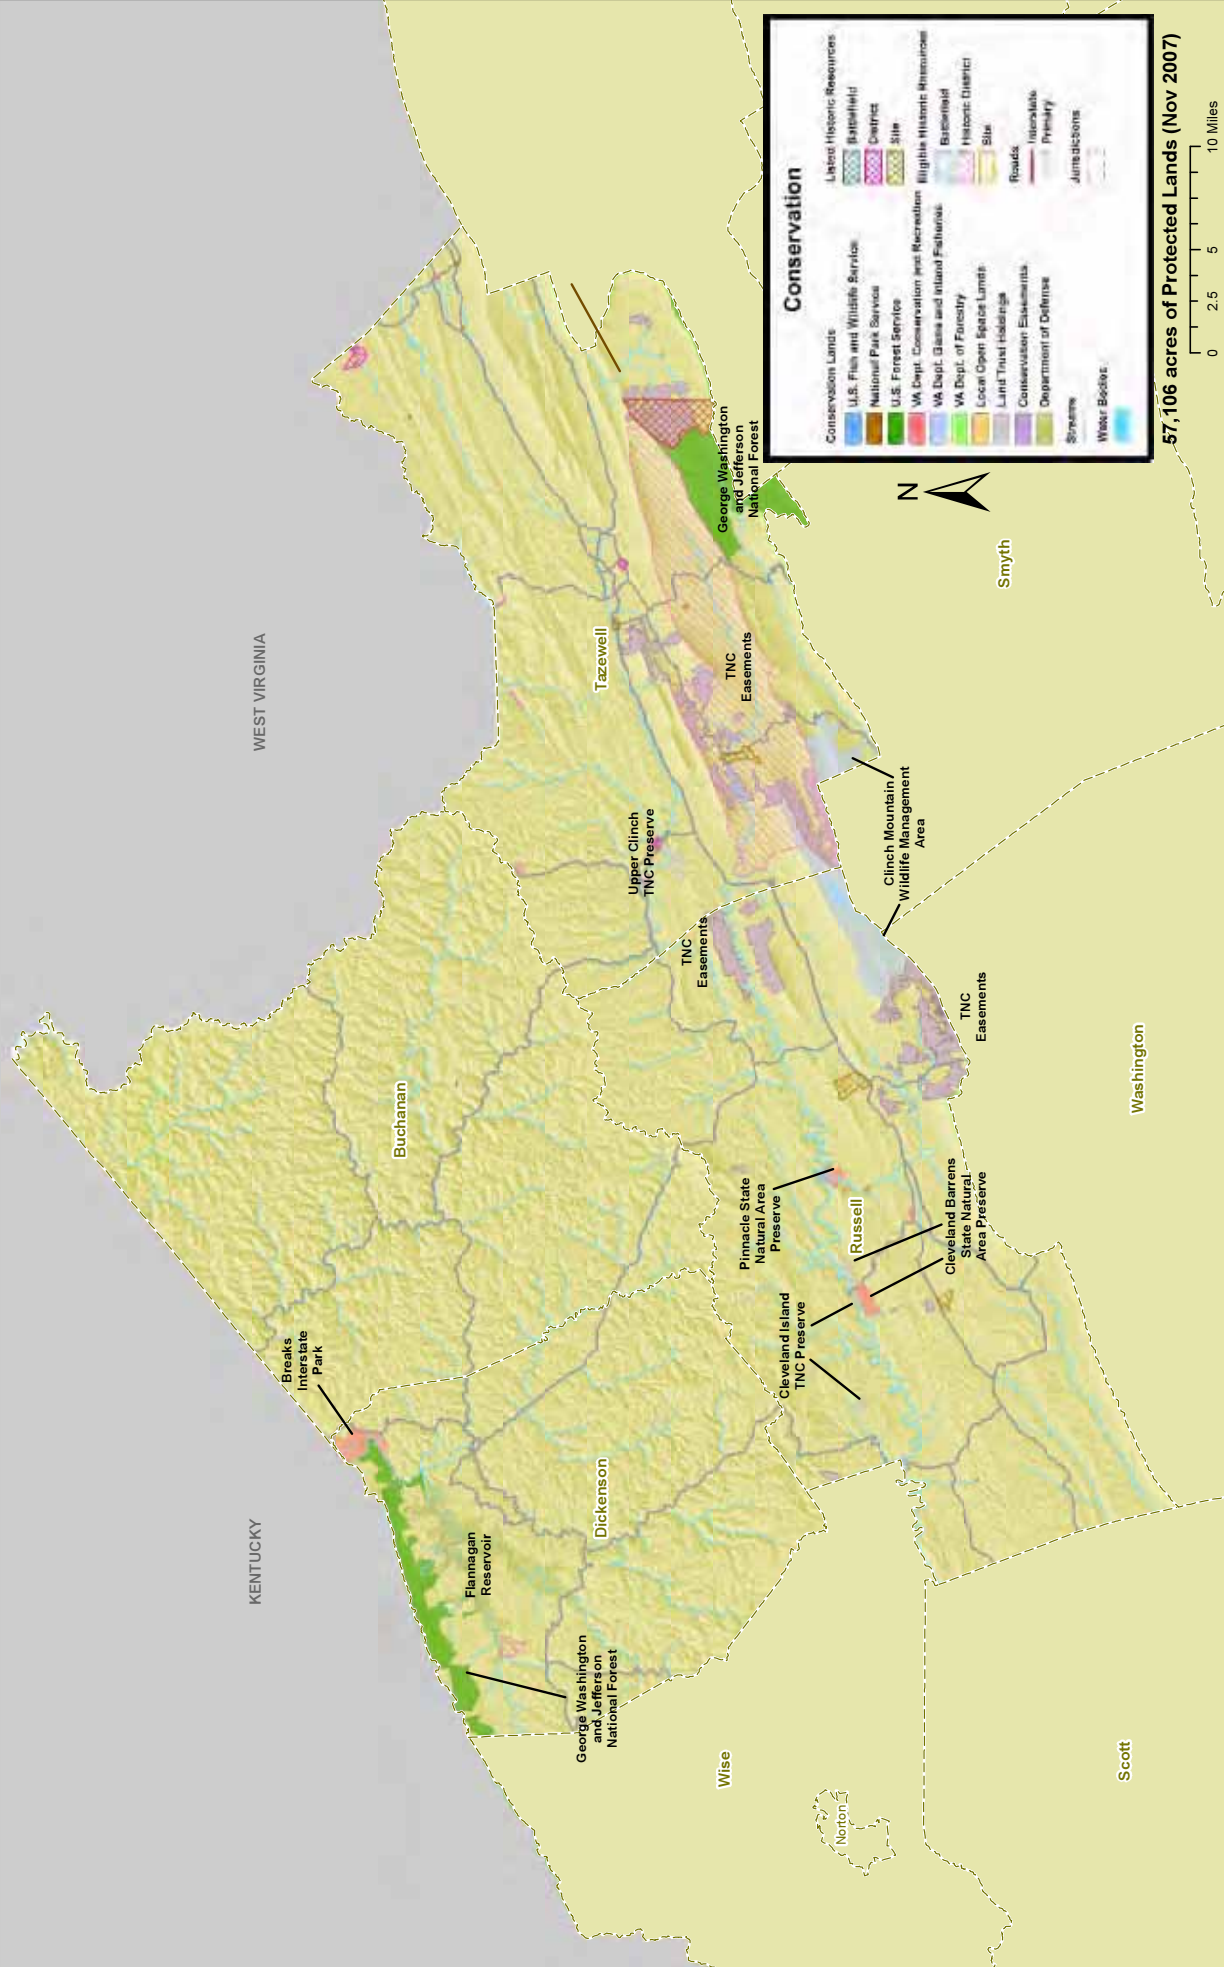 WEST VIRGINIA
KENTUCKY
Breaks
Interstate
Park
Buchanan
Flannagan
Reservoir
George Washington
and Jefferson
National Forest
Dickenson
Tazewell
Upper Clinch
TNC Preserve
TNC
Easements
TNC
Easements
George Washington
and Jefferson
National Forest
Pinnacle State
Natural Area
Preserve
Cleveland Island
TNC Preserve
Russell
Cleveland Barrens
State Natural
Area Preserve
TNC
Easements
Clinch Mountain
Wildlife Management
Area
Wise
Norton
Scott
Washington
Smyth
N
Conservation
Conservation Lands
U.S. Fish and Wildlife Service
National Park Service
U.S. Forest Service
VA Dept. Conservation and Recreation
VA Dept. Game and Inland Fisheries
VA Dept. of Forestry
Local Open Space Lands
Land Trust Holdings
Conservation Easements
Department of Defense
Streams
Water Bodies
Listed Historic Resources
Battlefield
District
Site
Eligible Historic Resources
Battlefield
Historic District
Site
Roads
Interstate
Primary
Jurisdictions
57,106 acres of Protected Lands (Nov 2007)
0 2.5 5 10 Miles